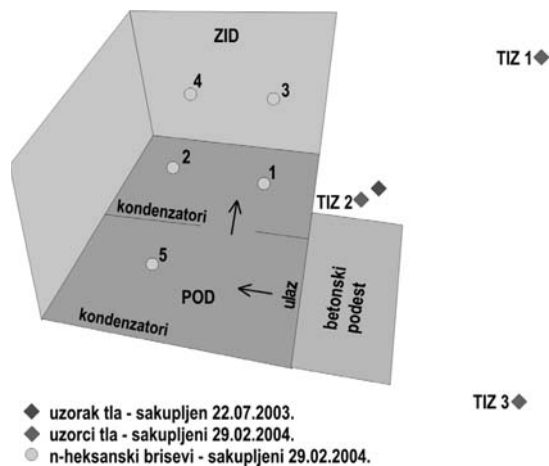 ZID
TIZ 1
4
3
2
1
TIZ 2
kondenzatori
5
POD
ulaz
betonski
podest
kondenzatori
TIZ 3
uzorak tla - sakupljen 22.07.2003.
uzorci tla - sakupljeni 29.02.2004.
n-heksanski brisevi - sakupljeni 29.02.2004.